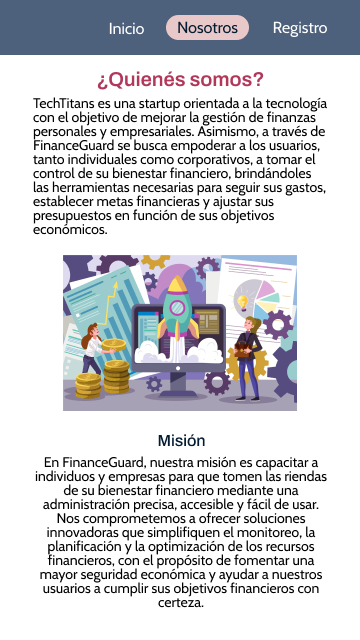 Inicio
Nosotros
Registro
¿Quienés somos?
TechTitans es una startup orientada a la tecnología
con el objetivo de mejorar la gestión de finanzas
personales y empresariales. Asimismo, a través de
FinanceGuard se busca empoderar a los usuarios,
tanto individuales como corporativos, a tomar el
control de su bienestar financiero, brindándoles
las herramientas necesarias para seguir sus gastos,
establecer metas financieras y ajustar sus
presupuestos en función de sus objetivos
económicos.
Misión
En FinanceGuard, nuestra misión es capacitar a
individuos y empresas para que tomen las riendas
de su bienestar financiero mediante una
administración precisa, accesible y fácil de usar.
Nos comprometemos a ofrecer soluciones
innovadoras que simplifiquen el monitoreo, la
planificación y la optimización de los recursos
financieros, con el propósito de fomentar una
mayor seguridad económica y ayudar a nuestros
usuarios a cumplir sus objetivos financieros con
certeza.